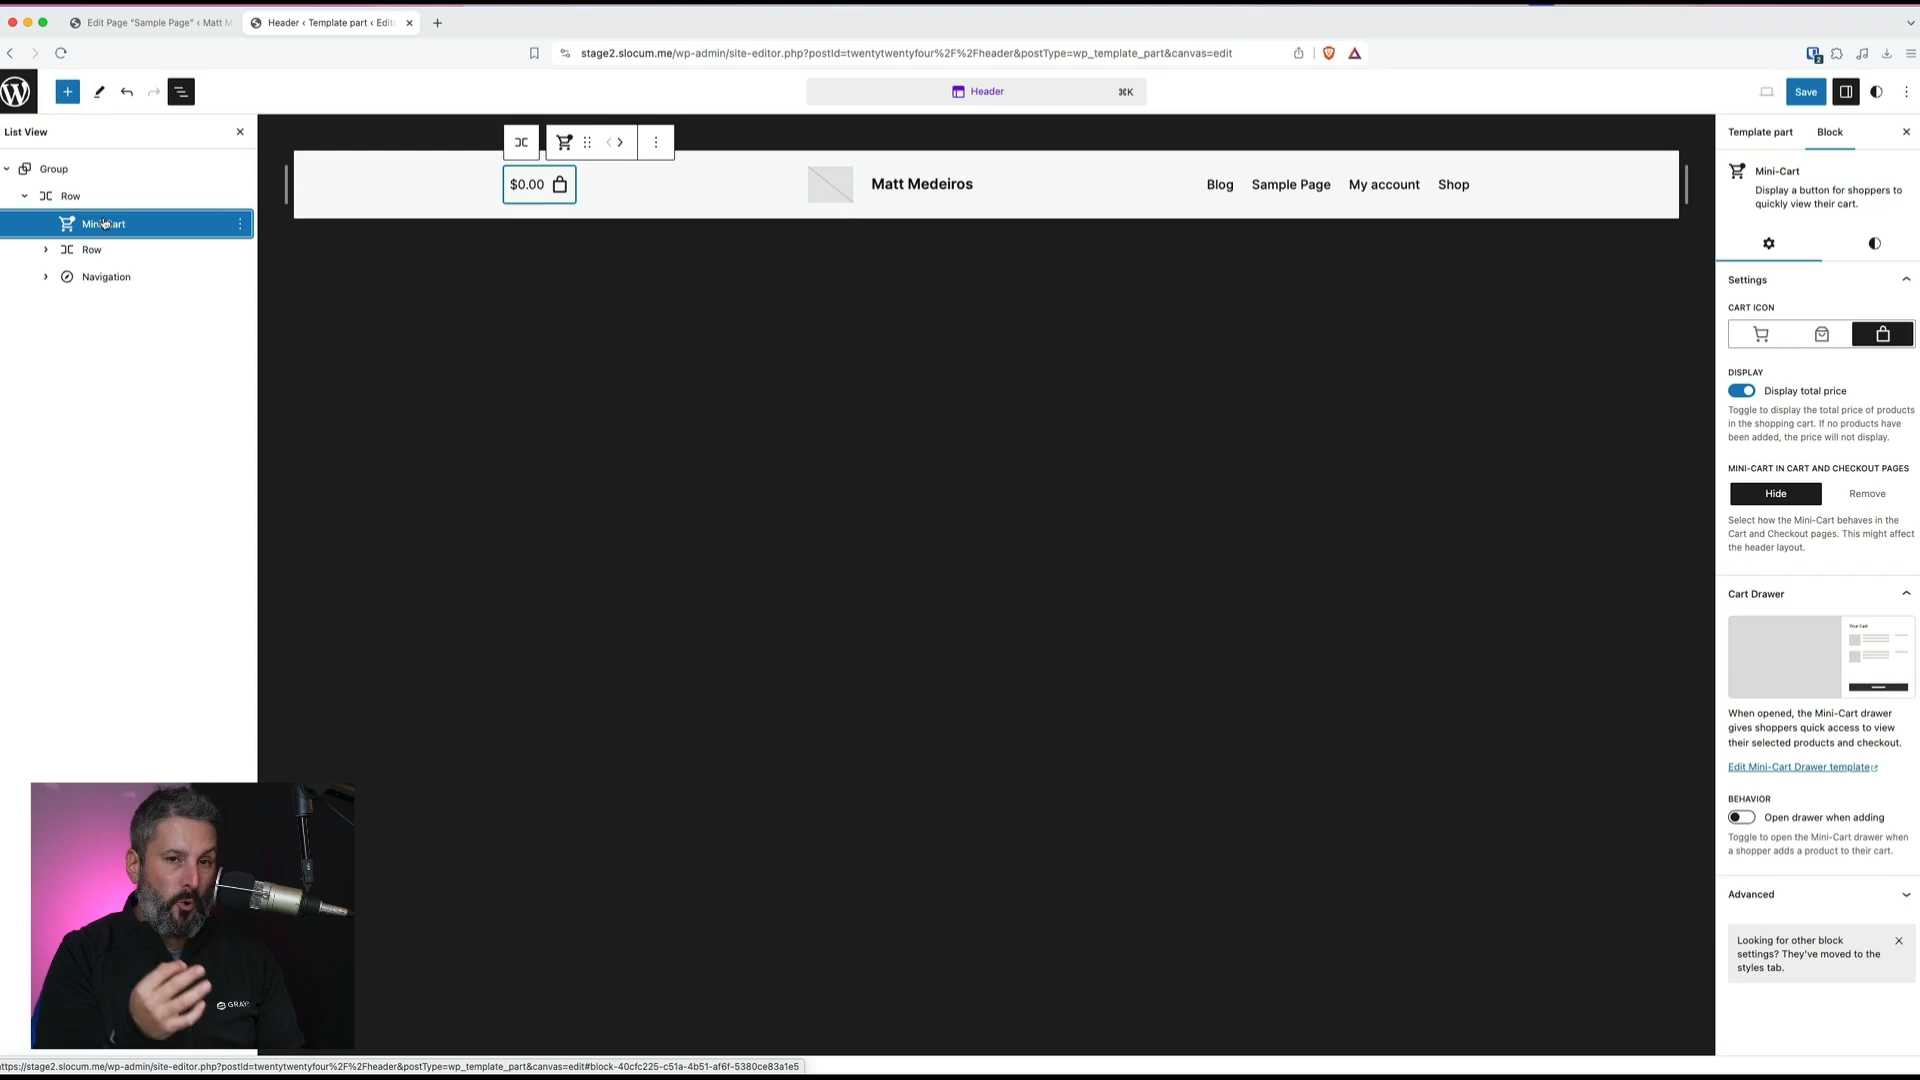 Edit Page "Sample Page" ‹ Matt M
Header ‹ Template part ‹ Edit
stage2.slocum.me/wp-admin/site-editor.php?postId=twentytwentyfour%2F%2Fheader&postType=wp_template_part&canvas=edit
2
Header
⌘K
Save
List View
Template part
Block
Group
Row
Mini-Cart
Row
Navigation
$0.00
Matt Medeiros
Blog
Sample Page
My account
Shop
Mini-Cart
Display a button for shoppers to
quickly view their cart.
Settings
CART ICON
DISPLAY
Display total price
Toggle to display the total price of products
in the shopping cart. If no products have
been added, the price will not display.
MINI-CART IN CART AND CHECKOUT PAGES
Hide
Remove
Select how the Mini-Cart behaves in the
Cart and Checkout pages. This might affect
the header layout.
Cart Drawer
Your Cart
When opened, the Mini-Cart drawer
gives shoppers quick access to view
their selected products and checkout.
Edit Mini-Cart Drawer template
BEHAVIOR
Open drawer when adding
Toggle to open the Mini-Cart drawer when
a shopper adds a product to their cart.
Advanced
Looking for other block
settings? They've moved to the
styles tab.
GRAV
ttps://stage2.slocum.me/wp-admin/site-editor.php?postId=twentytwentyfour%2F%2Fheader&postType=wp_template_part&canvas=edit#block-40cfc225-c51a-4b51-af6f-5380ce83a1e5